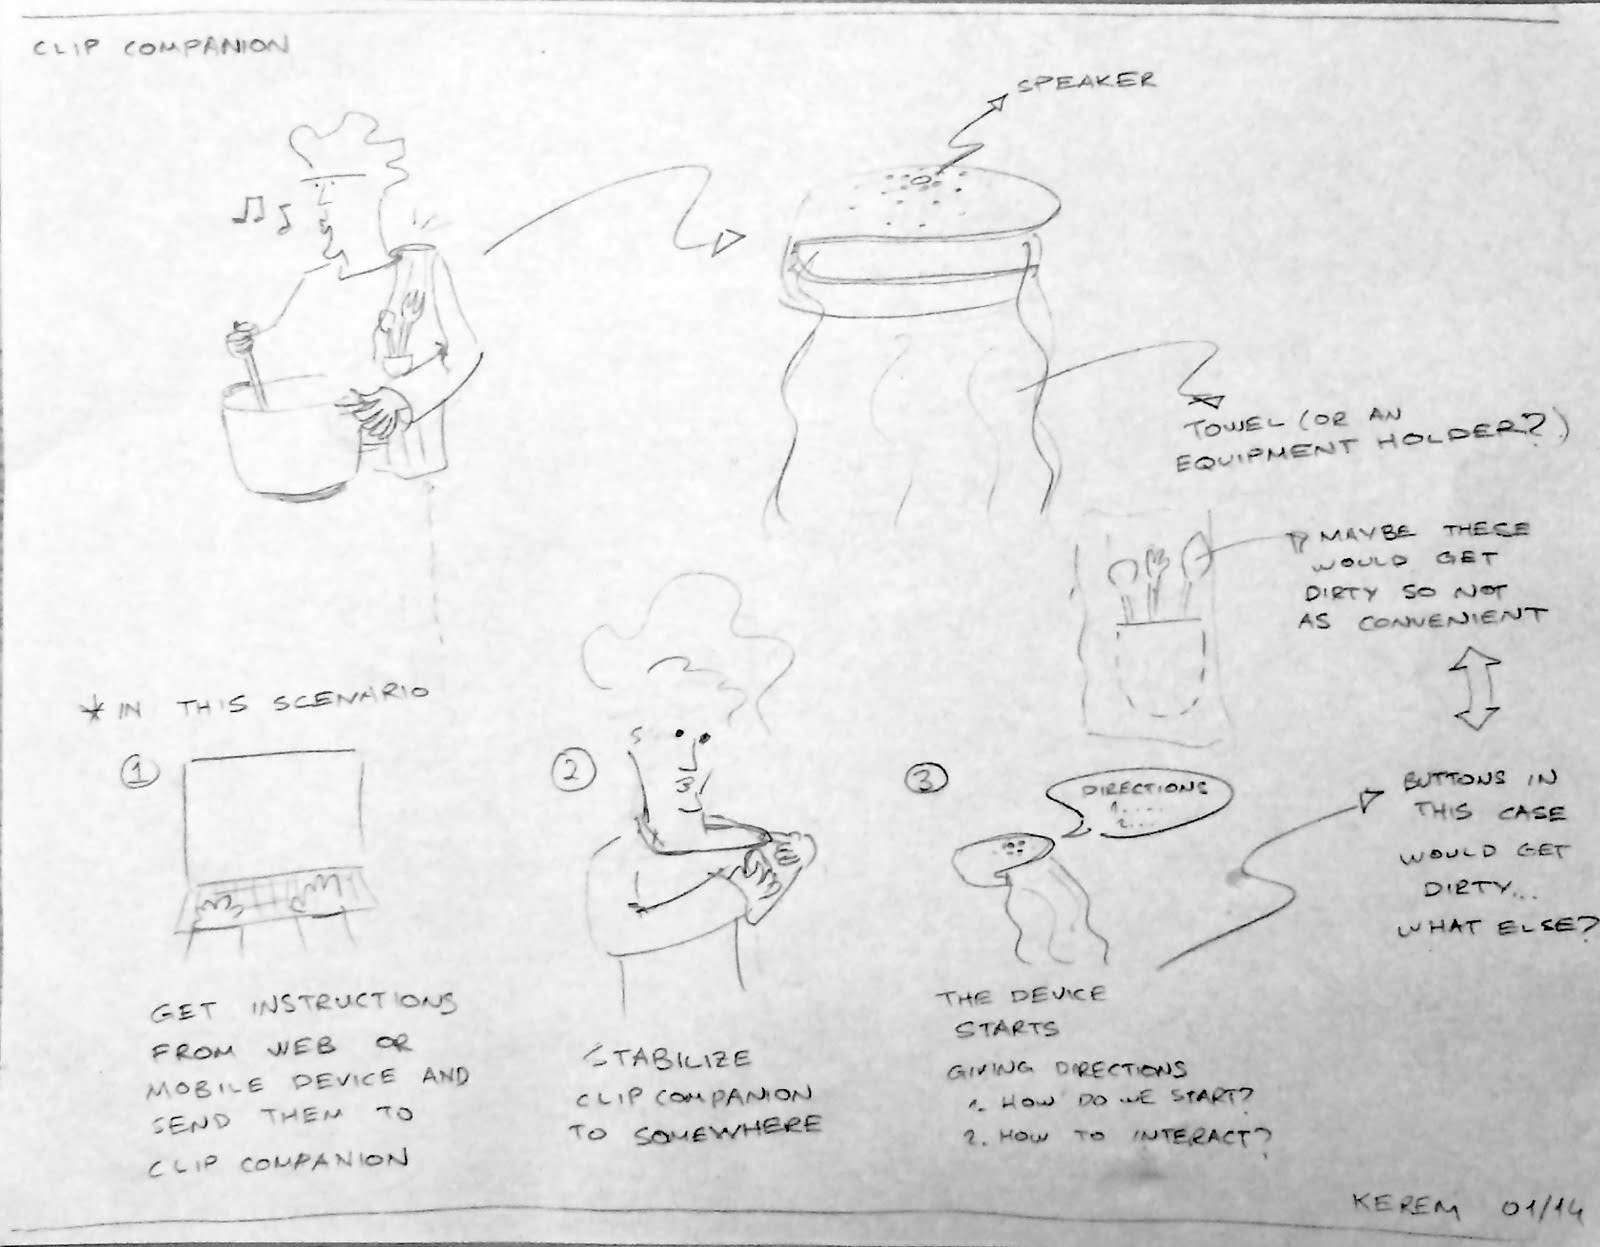 CLIP COMPANION
SPEAKER
TOWEL (OR AN
EQUIPMENT HOLDER?)
MAYBE THESE
WOULD GET
DIRTY SO NOT
AS CONVENIENT
* IN THIS SCENARIO
1
GET INSTRUCTIONS
FROM WEB OR
MOBILE DEVICE AND
SEND THEM TO
CLIP COMPANION
2
STABILIZE
CLIP COMPANION
TO SOMEWHERE
3
DIRECTIONS
1. ....
2. ....
THE DEVICE
STARTS
GIVING DIRECTIONS
1. HOW DO WE START?
2. HOW TO INTERACT?
BUTTONS IN
THIS CASE
WOULD GET
DIRTY...
WHAT ELSE?
KEREM 01/14